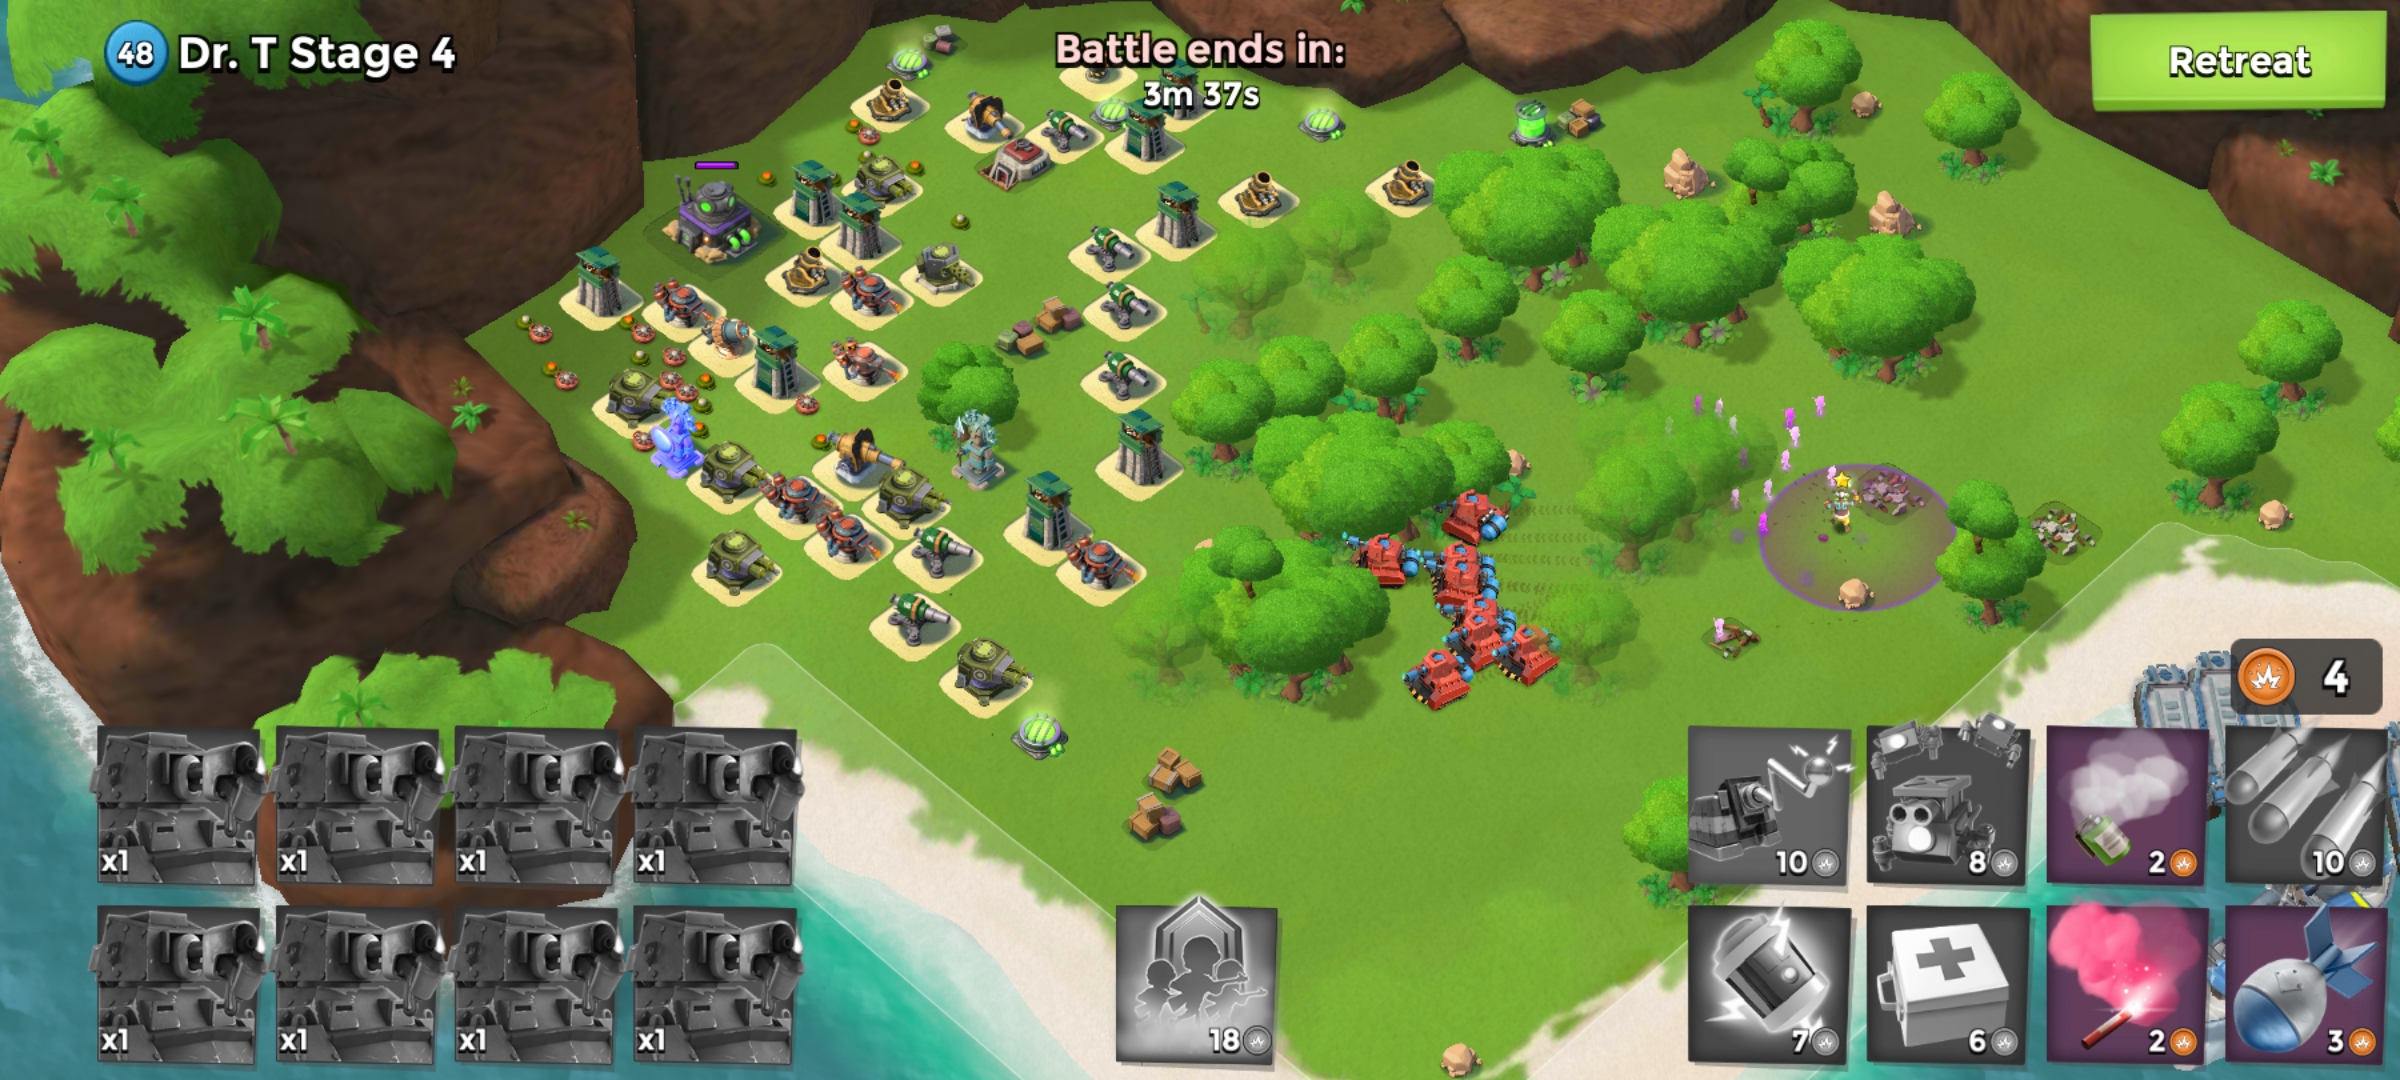 48 Dr. T Stage 4
Battle ends in:
3m 37s
Retreat
4
x1 x1 x1 x1
10 8 2 10
x1 x1 x1 x1
18
7 6 2 3